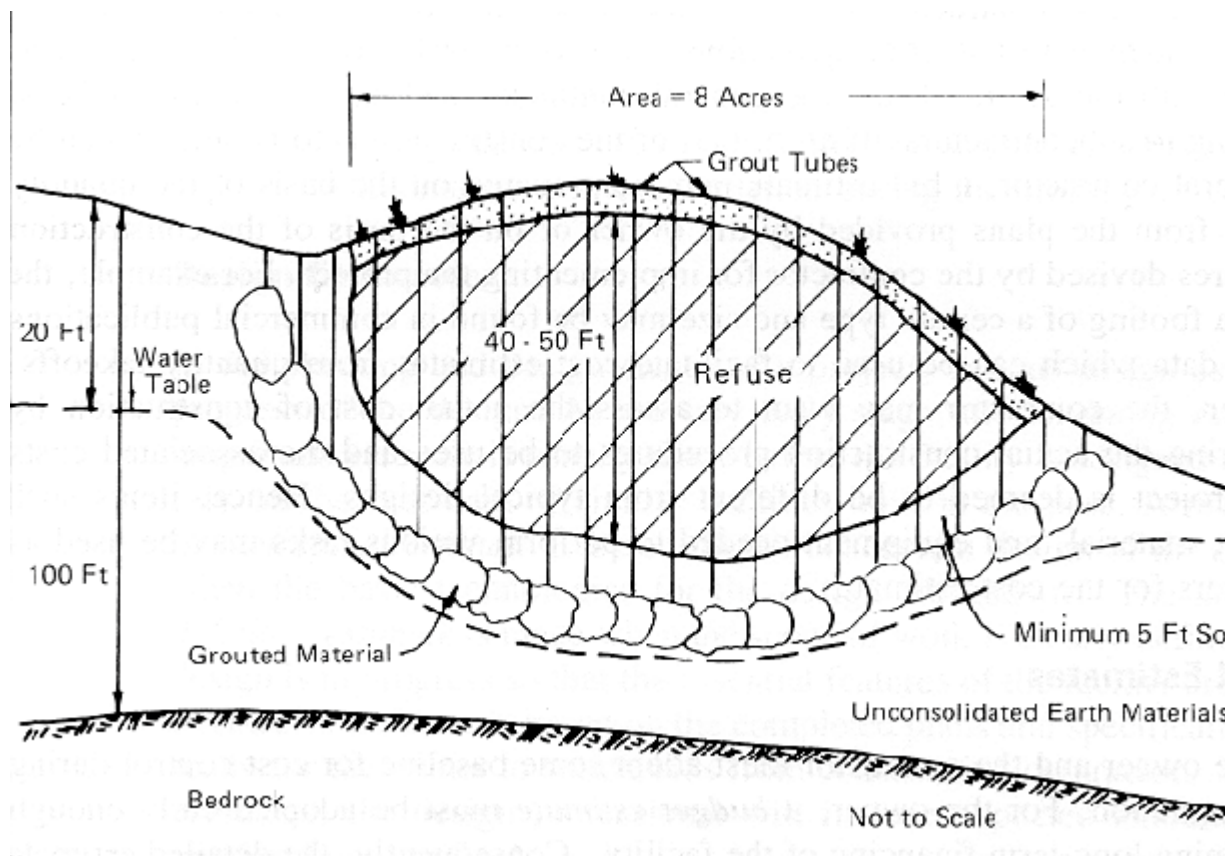 Area = 8 Acres
Grout Tubes
20 Ft
Water
Table
40 - 50 Ft
Refuse
100 Ft
Grouted Material
Minimum 5 Ft So
Unconsolidated Earth Materials
Bedrock
Not to Scale